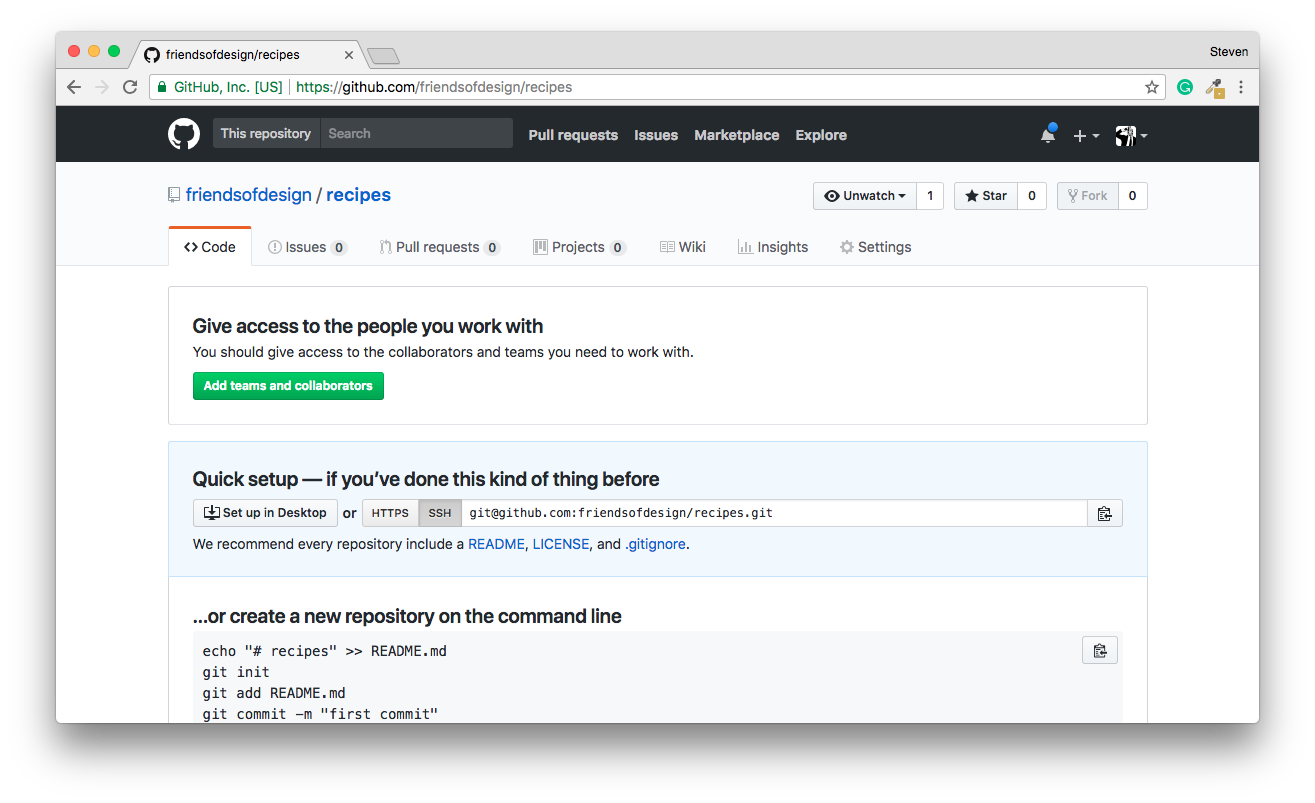 friendsofdesign/recipes
Steven
GitHub, Inc. [US] https://github.com/friendsofdesign/recipes
This repository Search Pull requests Issues Marketplace Explore
friendsofdesign / recipes Unwatch 1 Star 0 Fork 0
Code Issues 0 Pull requests 0 Projects 0 Wiki Insights Settings
Give access to the people you work with
You should give access to the collaborators and teams you need to work with.
Add teams and collaborators
Quick setup — if you’ve done this kind of thing before
Set up in Desktop or HTTPS SSH git@github.com:friendsofdesign/recipes.git
We recommend every repository include a README, LICENSE, and .gitignore.
…or create a new repository on the command line
echo "# recipes" >> README.md
git init
git add README.md
git commit -m "first commit"